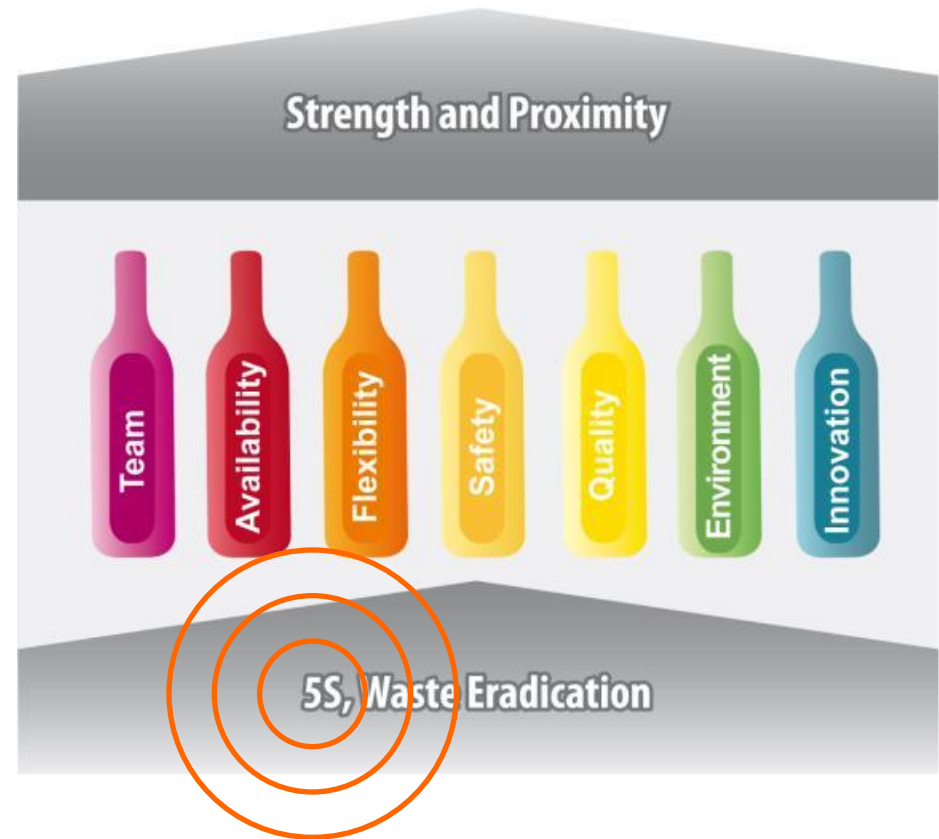 Strength and Proximity
Team
Availability
Flexibility
Safety
Quality
Environment
Innovation
5S, Waste Eradication